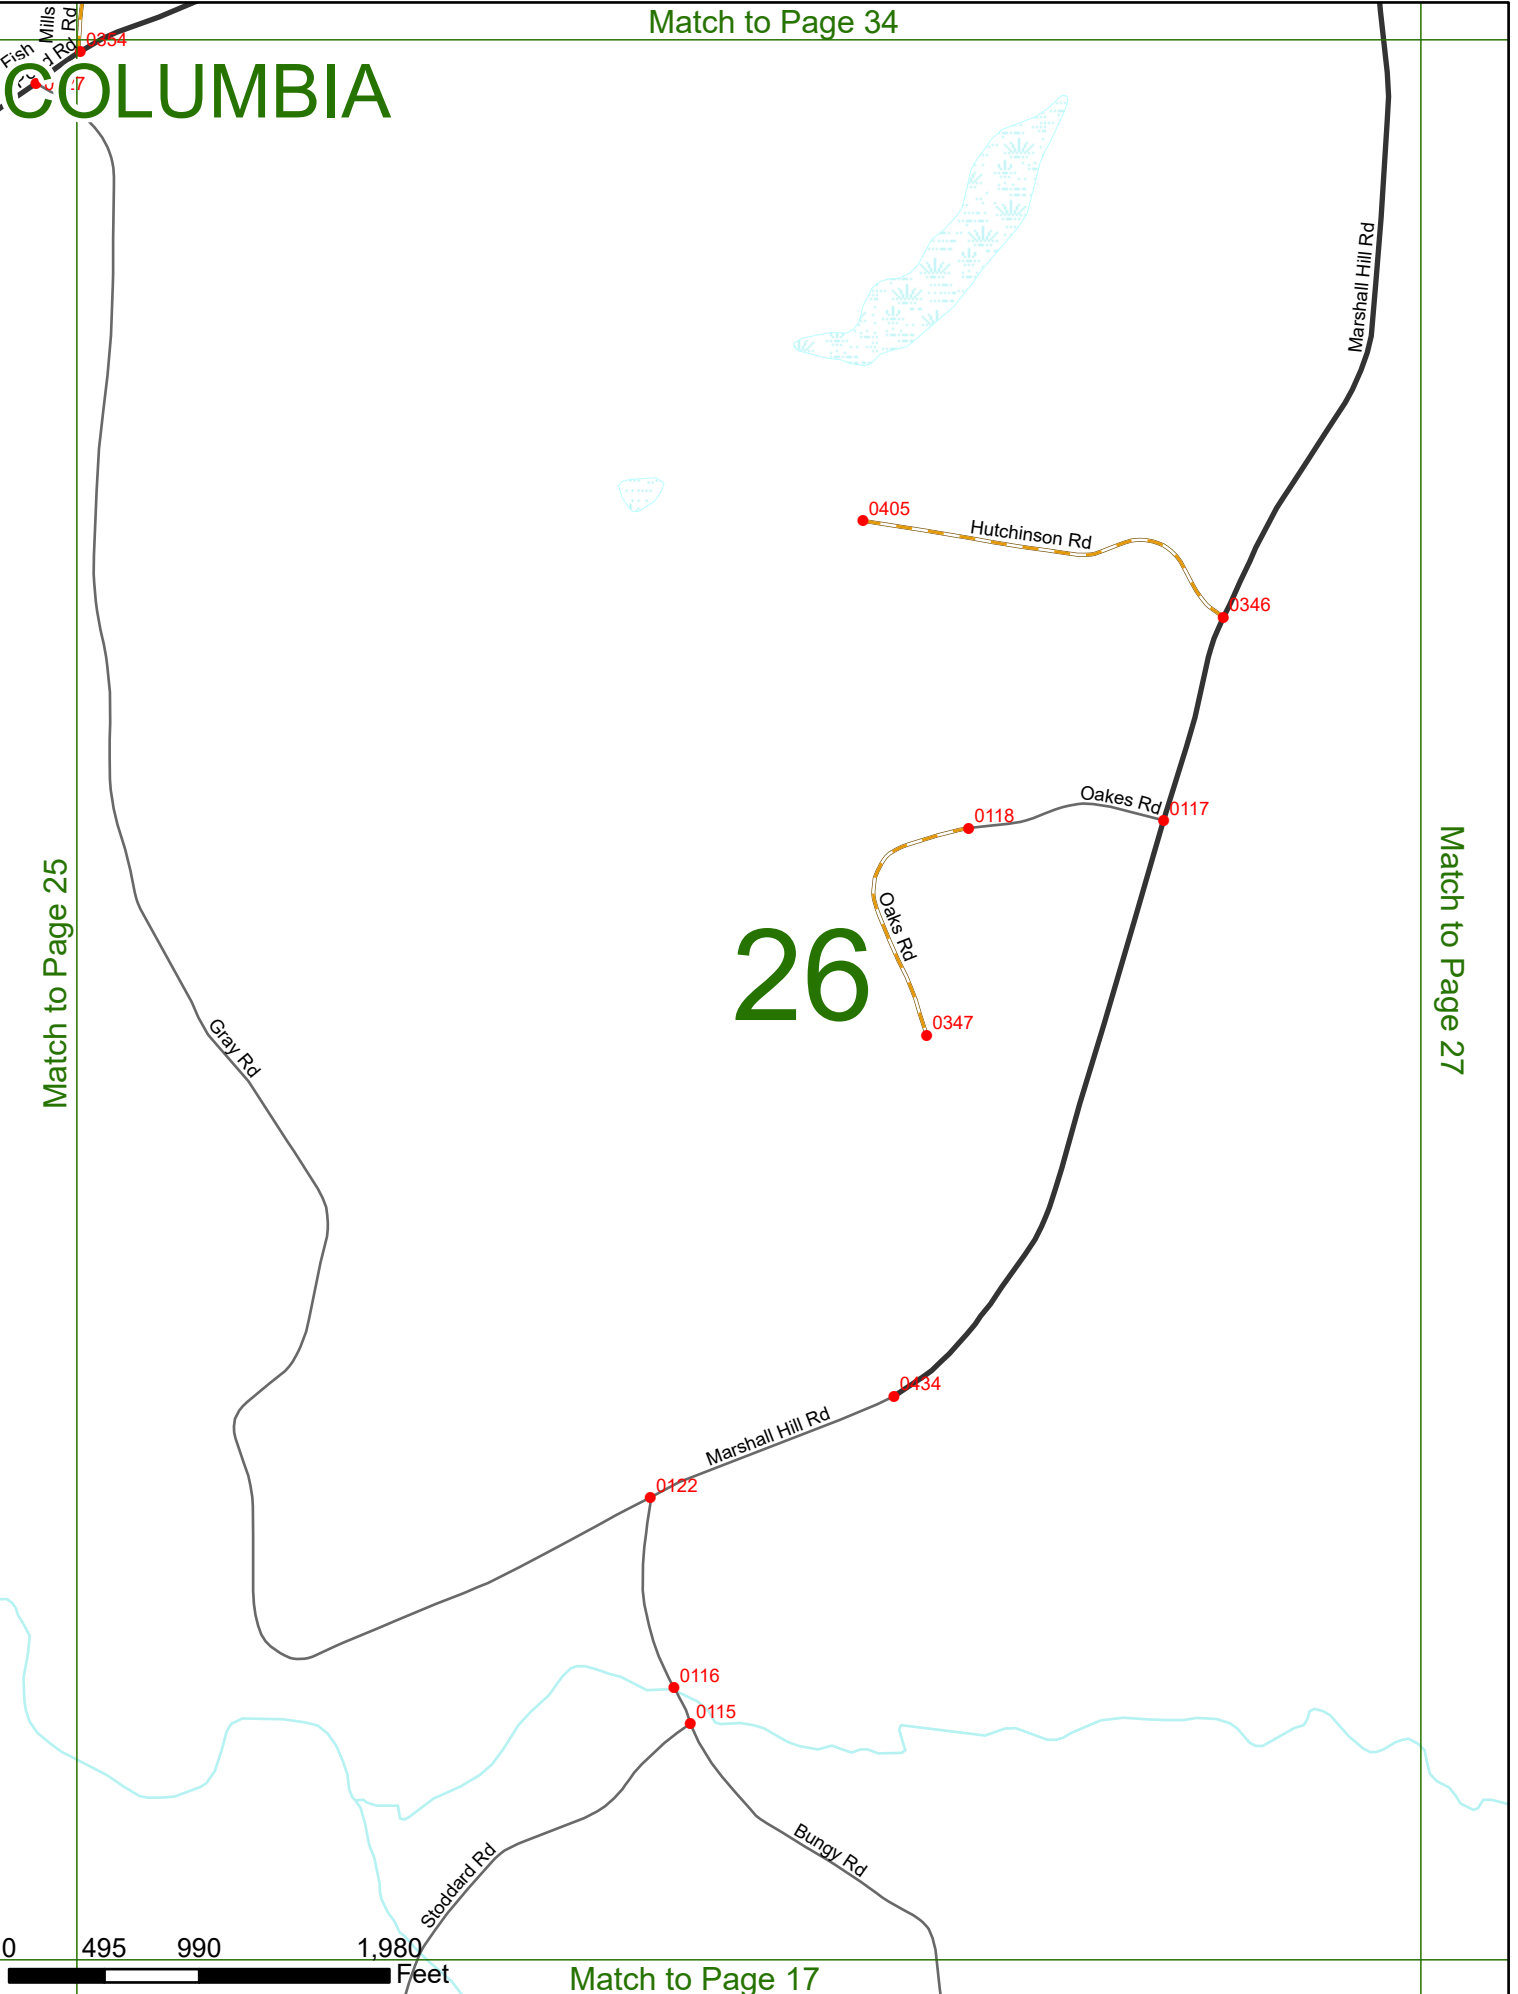 Match to Page 34
Mills
Rd
Fish
Rd
0354
COLUMBIA
Marshall Hill Rd
0405
Hutchinson Rd
0346
Oakes Rd
0117
0118
Match to Page 25
Match to Page 27
Oaks Rd
26
0347
Gray Rd
0434
Marshall Hill Rd
0122
0116
0115
Bungy Rd
Stoddard Rd
0 495 990 1,980
Feet
Match to Page 17